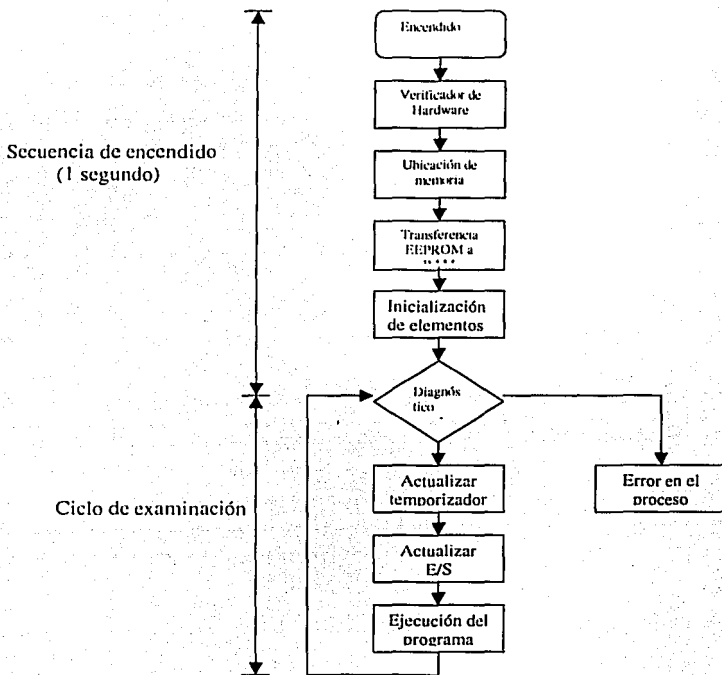 Encendido
Verificador de
Hardware
Secuencia de encendido
(1 segundo)
Ubicación de
memoria
Transferencia
EEPROM a
Inicialización
de elementos
Diagnós
tico
Actualizar
temporizador
Error en el
proceso
Ciclo de examinación
Actualizar
E/S
Ejecución del
programa